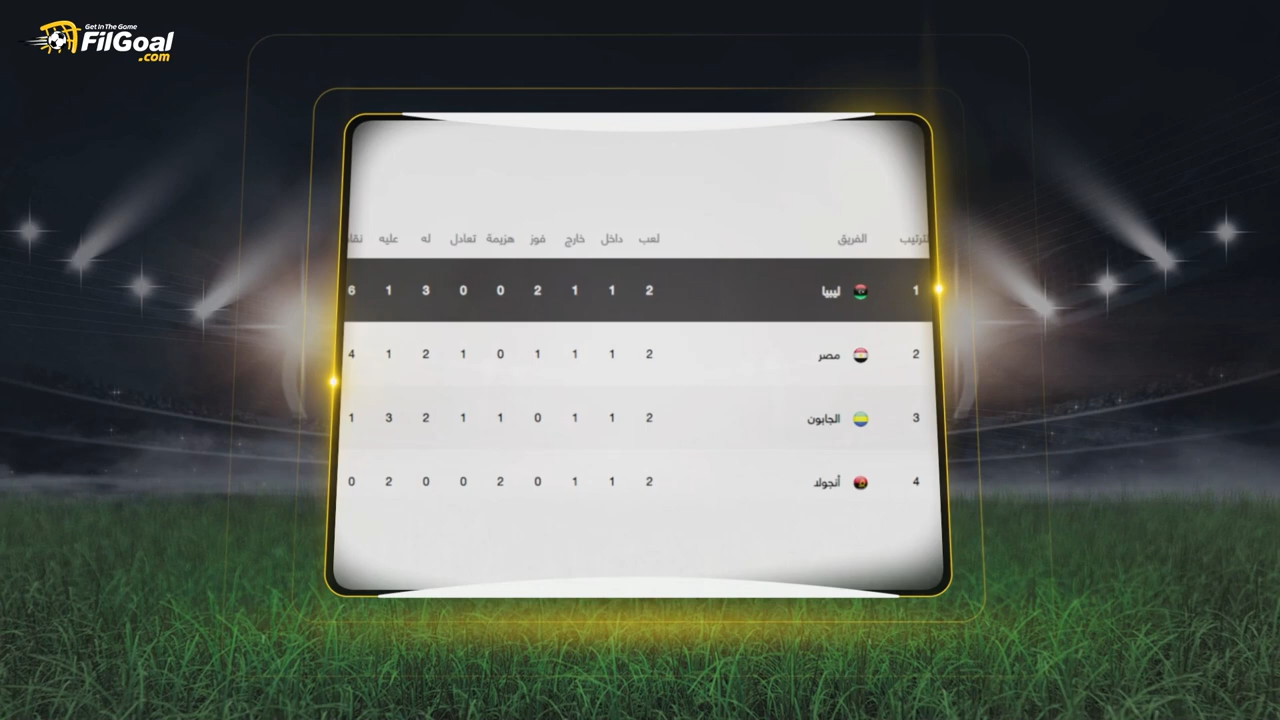 Get In The Game
FilGoal
.com
الترتيب الفريق لعب داخل خارج فوز هزيمة تعادل له عليه نقا
1 ليبيا 2 1 1 2 0 0 3 1 6
2 مصر 2 1 1 1 0 1 2 1 4
3 الجابون 2 1 1 0 1 1 2 3 1
4 أنجولا 2 1 1 0 2 0 0 2 0